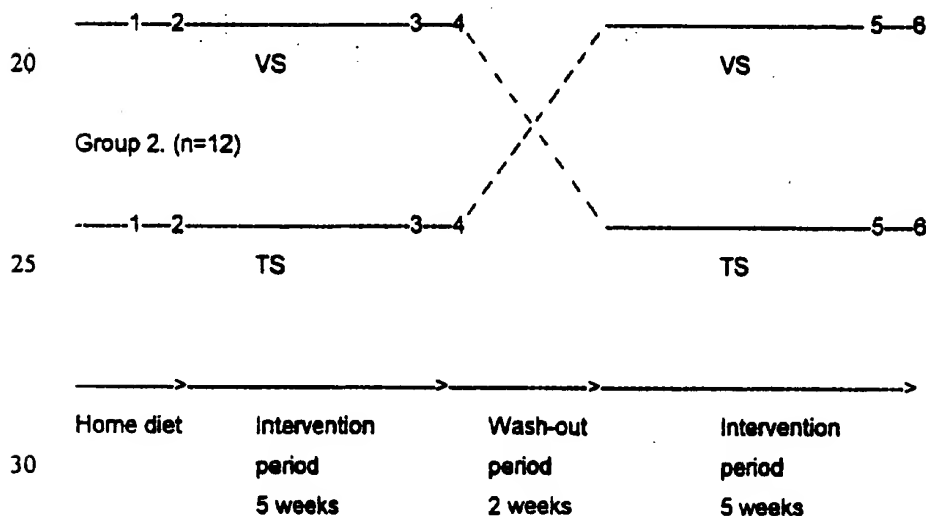 1 2 3 4 5 6
20 VS VS
Group 2. (n=12)
1 2 3 4 5 6
25 TS TS
Home diet Intervention Wash-out Intervention
30 period period period
5 weeks 2 weeks 5 weeks